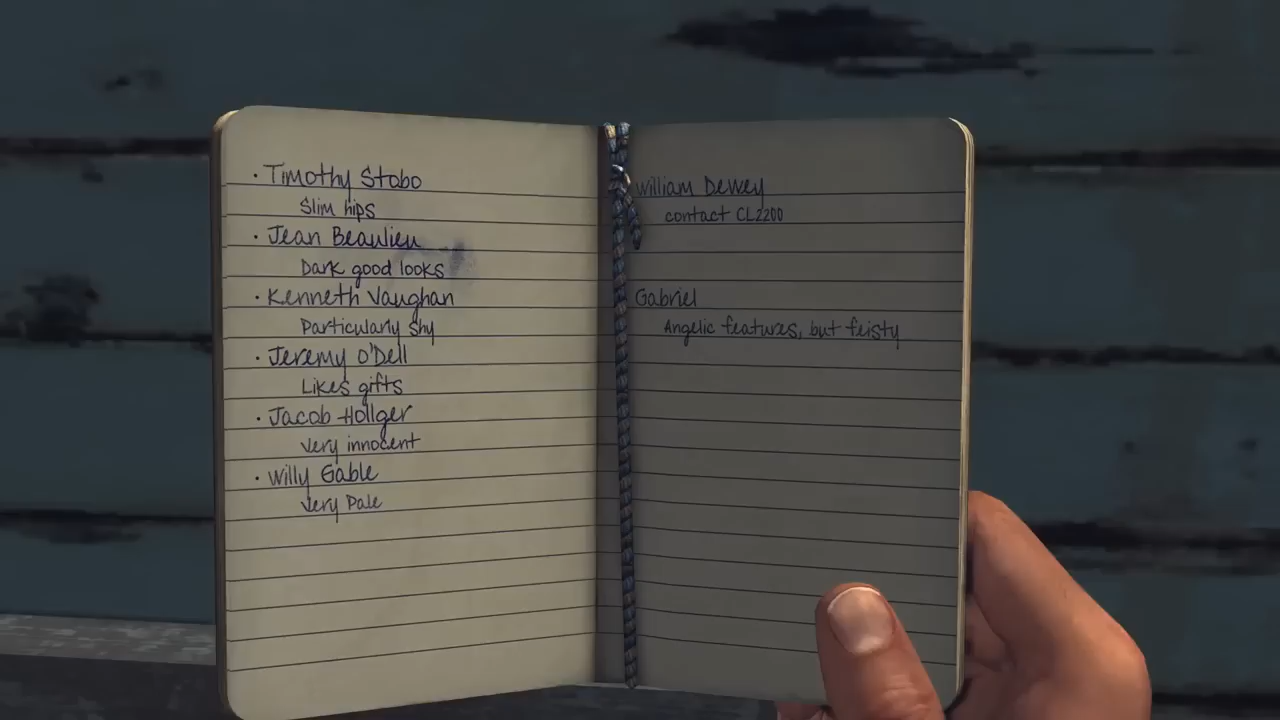 · Timothy Stobo
Slim hips
· Jean Beaulieu
Dark good looks
· Kenneth Vaughan
Particularly shy
· Jeremy O'Dell
Likes gifts
· Jacob Hollger
Very innocent
· Willy Gable
Very Pale
William Dewey
contact CL2200
Gabriel
Angelic features, but feisty